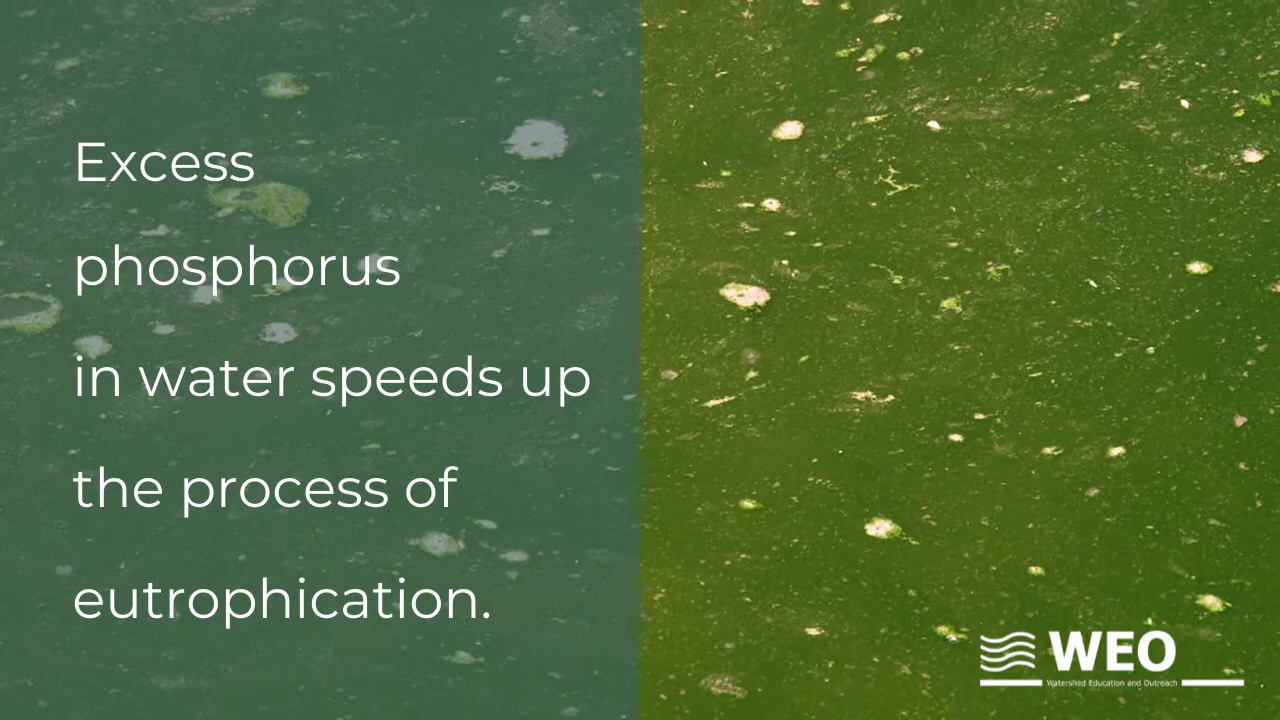 Excess
phosphorus
in water speeds up
the process of
eutrophication.
WEO
Watershed Education and Outreach